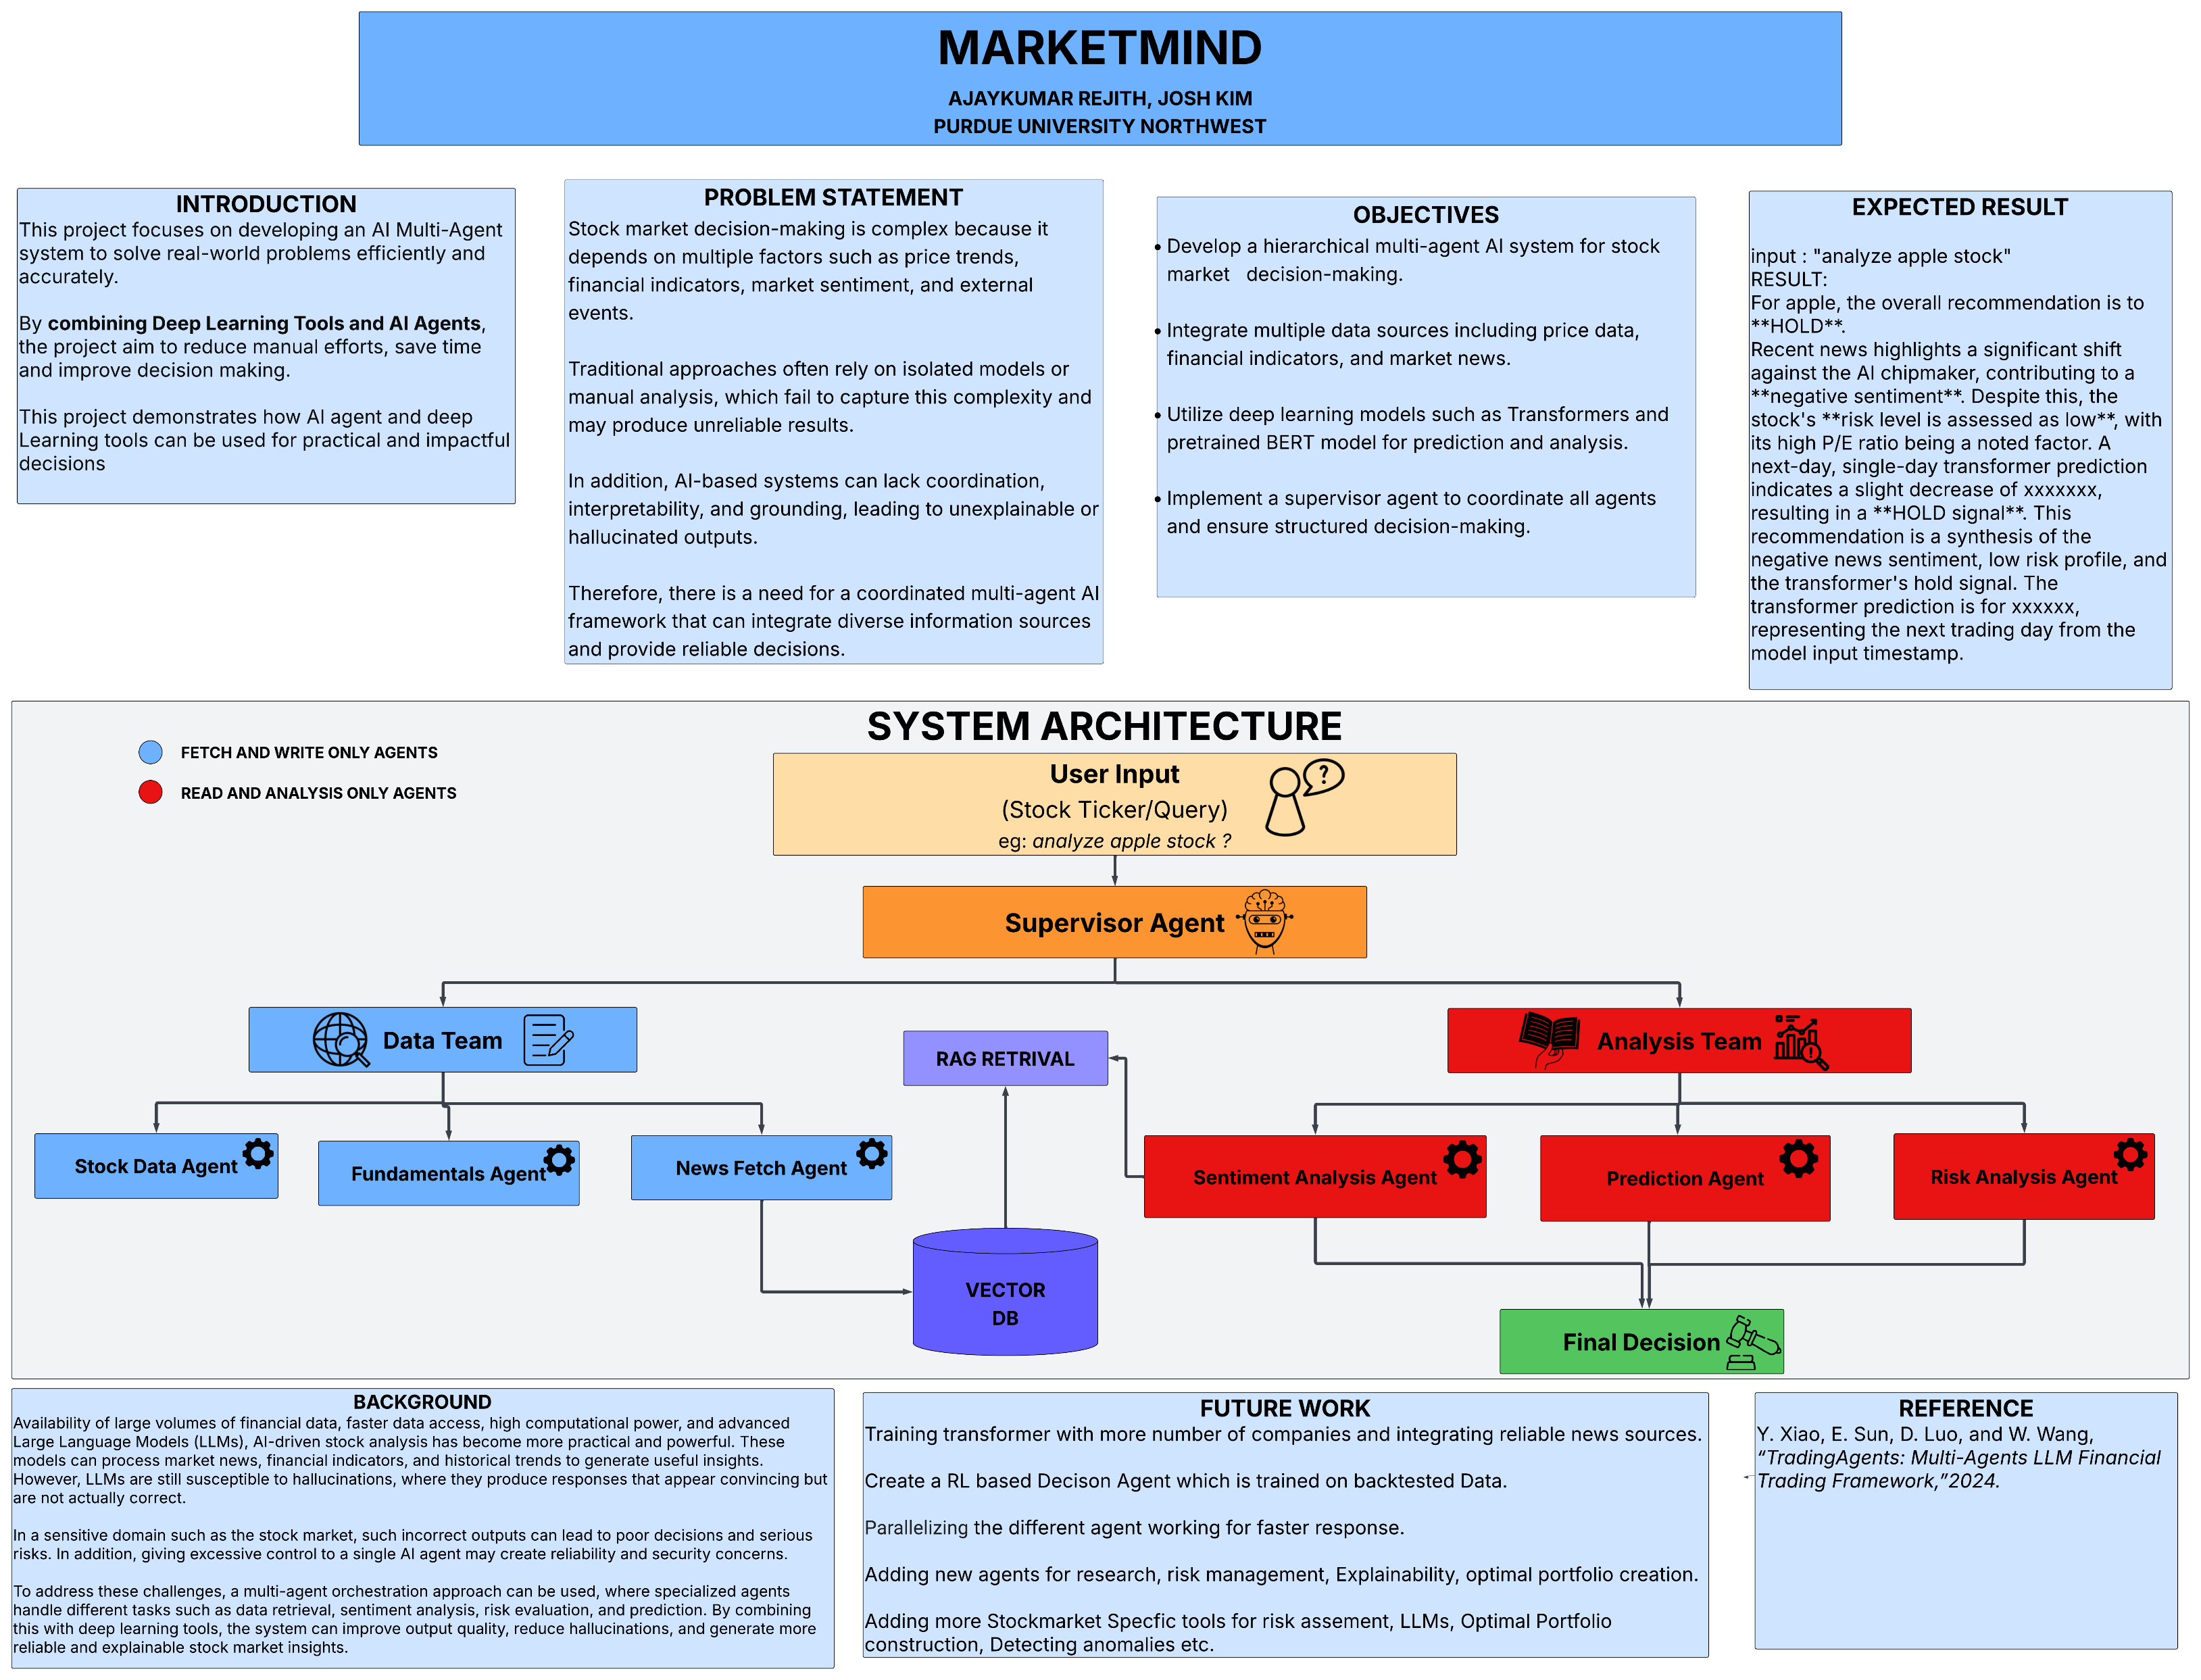 MARKETMIND
AJAYKUMAR REJITH, JOSH KIM
PURDUE UNIVERSITY NORTHWEST
INTRODUCTION
This project focuses on developing an AI Multi-Agent
system to solve real-world problems efficiently and
accurately.
By combining Deep Learning Tools and AI Agents,
the project aim to reduce manual efforts, save time
and improve decision making.
This project demonstrates how AI agent and deep
Learning tools can be used for practical and impactful
decisions
PROBLEM STATEMENT
Stock market decision-making is complex because it
depends on multiple factors such as price trends,
financial indicators, market sentiment, and external
events.
Traditional approaches often rely on isolated models or
manual analysis, which fail to capture this complexity and
may produce unreliable results.
In addition, AI-based systems can lack coordination,
interpretability, and grounding, leading to unexplainable or
hallucinated outputs.
Therefore, there is a need for a coordinated multi-agent AI
framework that can integrate diverse information sources
and provide reliable decisions.
OBJECTIVES
• Develop a hierarchical multi-agent AI system for stock
market decision-making.
• Integrate multiple data sources including price data,
financial indicators, and market news.
• Utilize deep learning models such as Transformers and
pretrained BERT model for prediction and analysis.
• Implement a supervisor agent to coordinate all agents
and ensure structured decision-making.
EXPECTED RESULT
input : "analyze apple stock"
RESULT:
For apple, the overall recommendation is to
**HOLD**.
Recent news highlights a significant shift
against the AI chipmaker, contributing to a
**negative sentiment**. Despite this, the
stock's **risk level is assessed as low**, with
its high P/E ratio being a noted factor. A
next-day, single-day transformer prediction
indicates a slight decrease of xxxxxxx,
resulting in a **HOLD signal**. This
recommendation is a synthesis of the
negative news sentiment, low risk profile, and
the transformer's hold signal. The
transformer prediction is for xxxxxx,
representing the next trading day from the
model input timestamp.
SYSTEM ARCHITECTURE
FETCH AND WRITE ONLY AGENTS
READ AND ANALYSIS ONLY AGENTS
User Input
(Stock Ticker/Query)
eg: analyze apple stock ?
?
Supervisor Agent
Data Team
Analysis Team
RAG RETRIVAL
Stock Data Agent
Fundamentals Agent
News Fetch Agent
Sentiment Analysis Agent
Prediction Agent
Risk Analysis Agent
VECTOR
DB
Final Decision
BACKGROUND
Availability of large volumes of financial data, faster data access, high computational power, and advanced
Large Language Models (LLMs), AI-driven stock analysis has become more practical and powerful. These
models can process market news, financial indicators, and historical trends to generate useful insights.
However, LLMs are still susceptible to hallucinations, where they produce responses that appear convincing but
are not actually correct.
In a sensitive domain such as the stock market, such incorrect outputs can lead to poor decisions and serious
risks. In addition, giving excessive control to a single AI agent may create reliability and security concerns.
To address these challenges, a multi-agent orchestration approach can be used, where specialized agents
handle different tasks such as data retrieval, sentiment analysis, risk evaluation, and prediction. By combining
this with deep learning tools, the system can improve output quality, reduce hallucinations, and generate more
reliable and explainable stock market insights.
FUTURE WORK
Training transformer with more number of companies and integrating reliable news sources.
Create a RL based Decison Agent which is trained on backtested Data.
Parallelizing the different agent working for faster response.
Adding new agents for research, risk management, Explainability, optimal portfolio creation.
Adding more Stockmarket Specfic tools for risk assement, LLMs, Optimal Portfolio
construction, Detecting anomalies etc.
REFERENCE
Y. Xiao, E. Sun, D. Luo, and W. Wang,
“TradingAgents: Multi-Agents LLM Financial
Trading Framework,”2024.